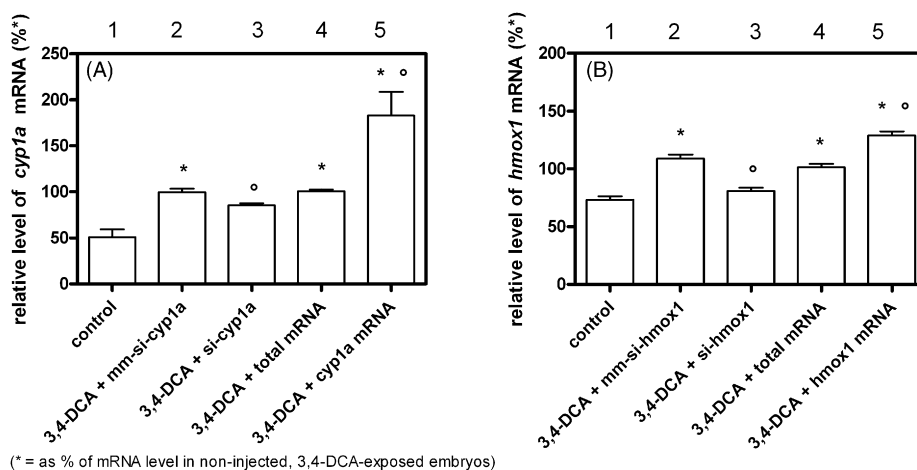 1 2 3 4 5
(A)
relative level of cyp1a mRNA (%*)
250
200
150
100
50
0
* °
*
°
*
control
3,4-DCA + mm-si-cyp1a
3,4-DCA + si-cyp1a
3,4-DCA + total mRNA
3,4-DCA + cyp1a mRNA
1 2 3 4 5
(B)
relative level of hmox1 mRNA (%*)
200
150
100
50
0
*
°
*
* °
control
3,4-DCA + mm-si-hmox1
3,4-DCA + si-hmox1
3,4-DCA + total mRNA
3,4-DCA + hmox1 mRNA
(* = as % of mRNA level in non-injected, 3,4-DCA-exposed embryos)